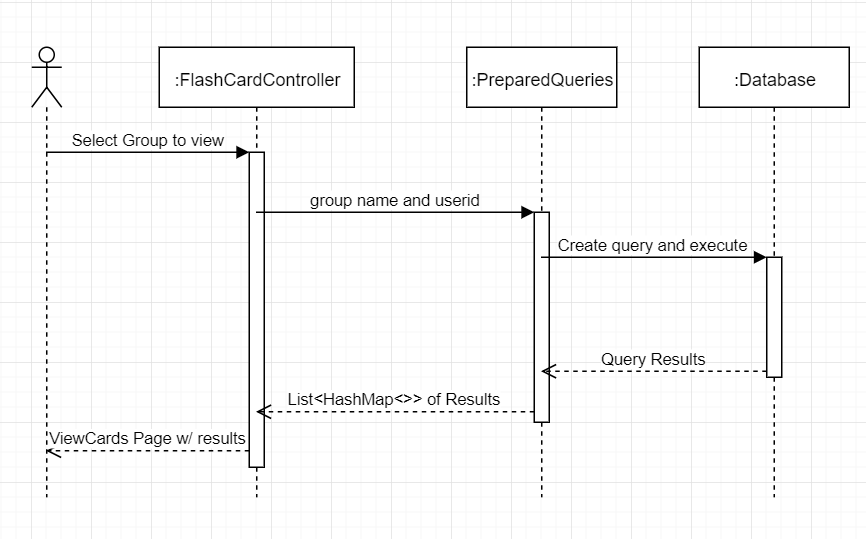 :FlashCardController
:PreparedQueries
:Database
Select Group to view
group name and userid
Create query and execute
Query Results
List<HashMap<>> of Results
ViewCards Page w/ results